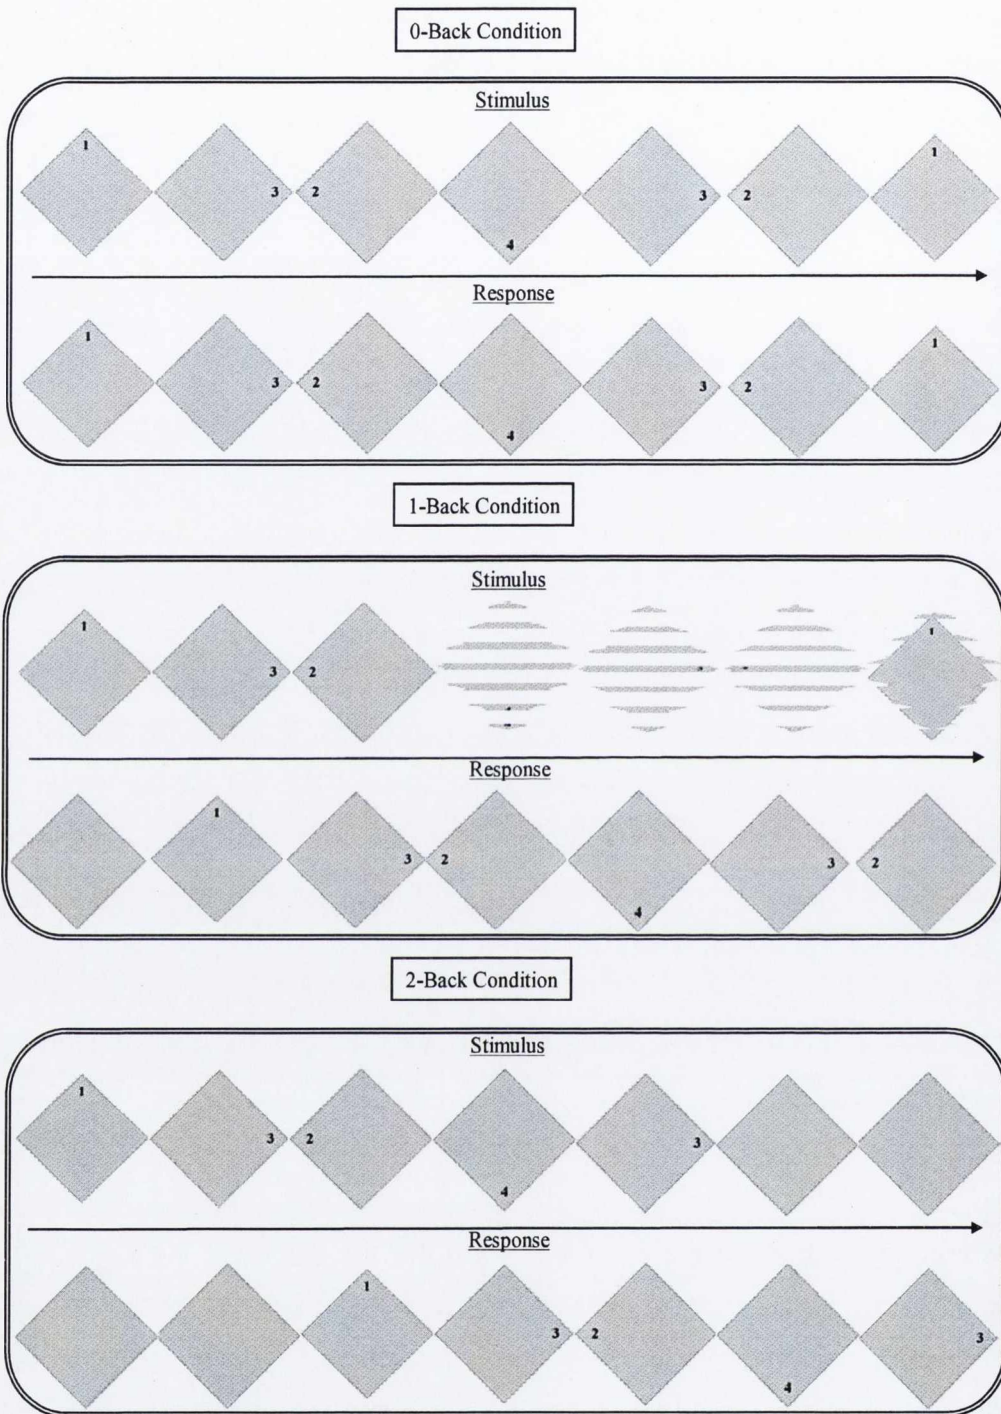 0-Back Condition
Stimulus
1 3 2 4 3 2 1
Response
1 3 2 4 3 2 1
1-Back Condition
Stimulus
1 3 2 1
Response
1 3 2 4 3 2
2-Back Condition
Stimulus
1 3 2 4 3
Response
1 3 2 4 3